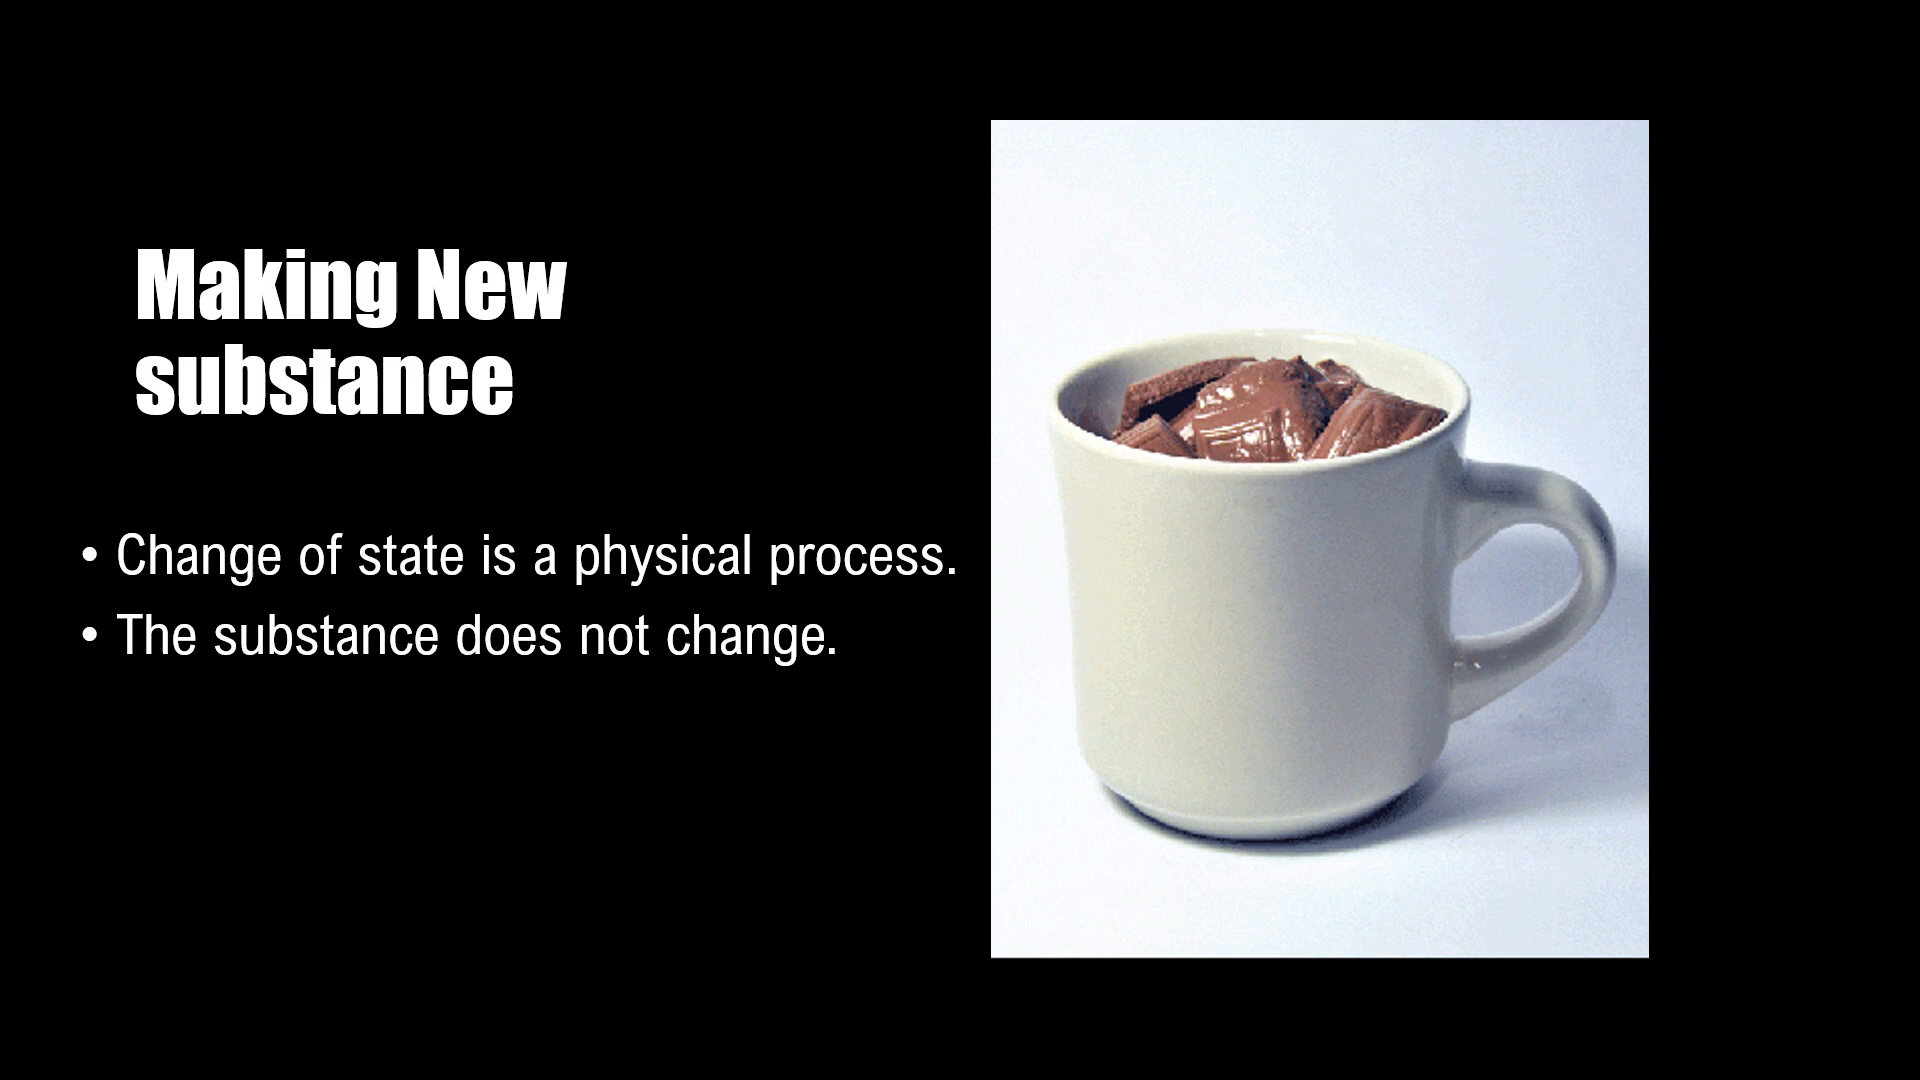 Making New
substance
• Change of state is a physical process.
• The substance does not change.